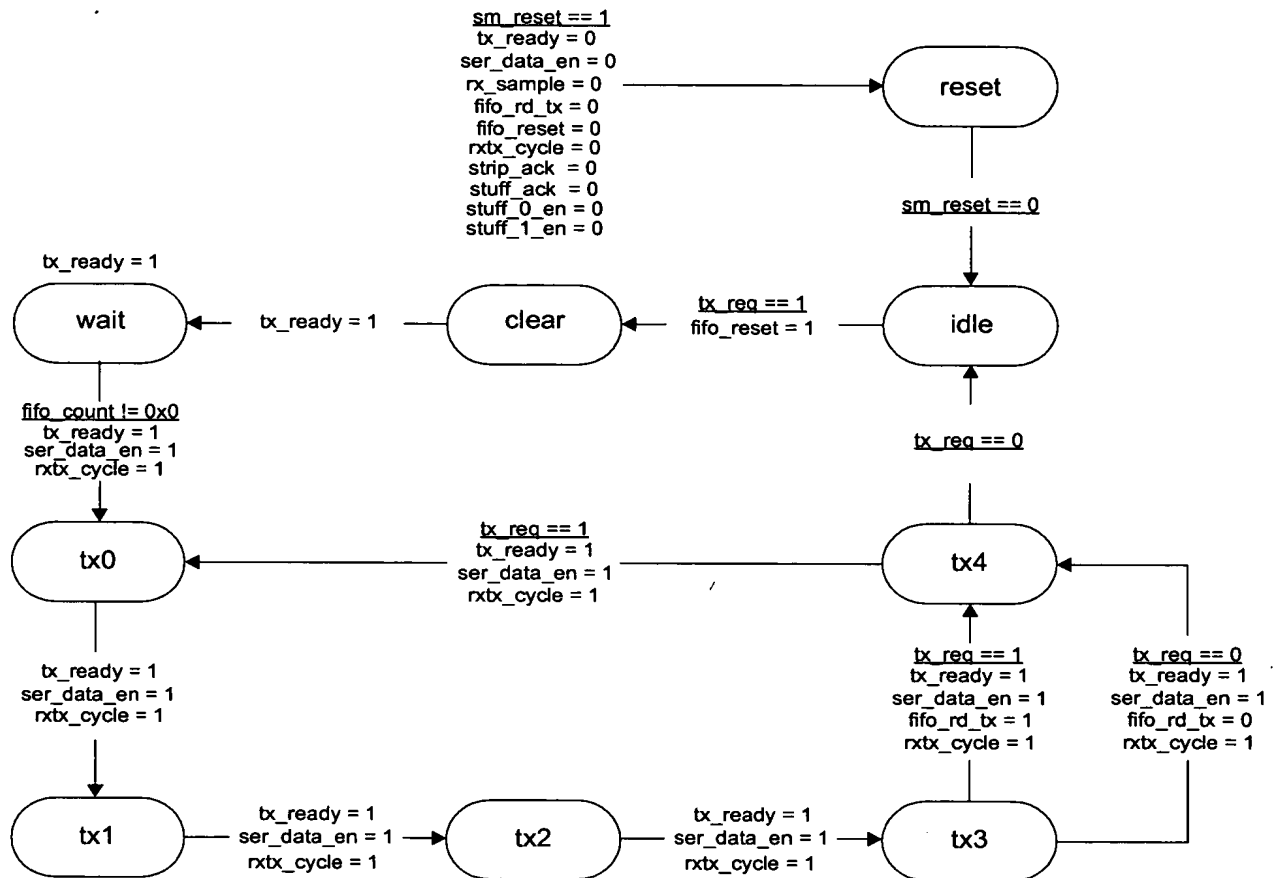 sm_reset == 1
tx_ready = 0
ser_data_en = 0
rx_sample = 0
fifo_rd_tx = 0
fifo_reset = 0
rxtx_cycle = 0
strip_ack = 0
stuff_ack = 0
stuff_0_en = 0
stuff_1_en = 0
reset
sm_reset == 0
tx_ready = 1
wait
tx_ready = 1
clear
tx_req == 1
fifo_reset = 1
idle
fifo_count != 0x0
tx_ready = 1
ser_data_en = 1
rxtx_cycle = 1
tx_req == 0
tx0
tx_req == 1
tx_ready = 1
ser_data_en = 1
rxtx_cycle = 1
tx4
tx_ready = 1
ser_data_en = 1
rxtx_cycle = 1
tx_req == 1
tx_ready = 1
ser_data_en = 1
fifo_rd_tx = 1
rxtx_cycle = 1
tx_req == 0
tx_ready = 1
ser_data_en = 1
fifo_rd_tx = 0
rxtx_cycle = 1
tx1
tx_ready = 1
ser_data_en = 1
rxtx_cycle = 1
tx2
tx_ready = 1
ser_data_en = 1
rxtx_cycle = 1
tx3